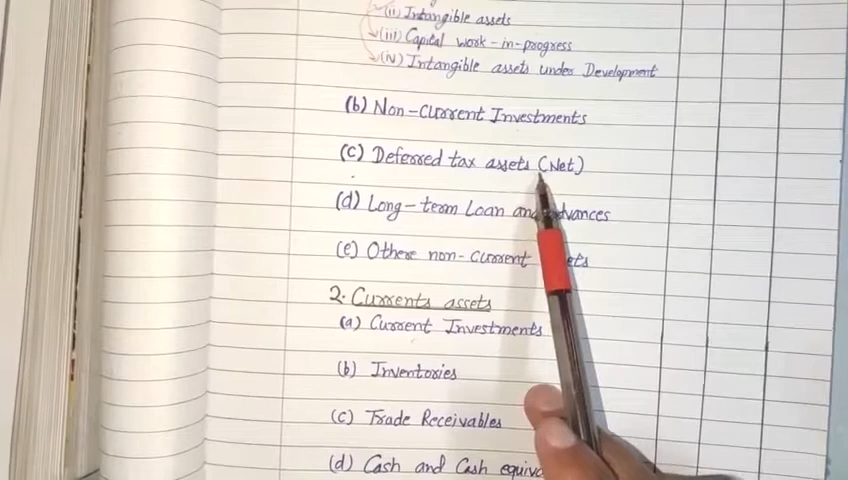 (ii) Intangible assets
(iii) Capital work-in-progress
(iv) Intangible assets under Development
(b) Non-Current Investments
(c) Deferred tax assets (Net)
(d) Long-term Loan and
(e) Othere non-Current
2. Currents assets
(a) Current Investments
(b) Inventories
(c) Trade Receivables
(d) Cash and Cash